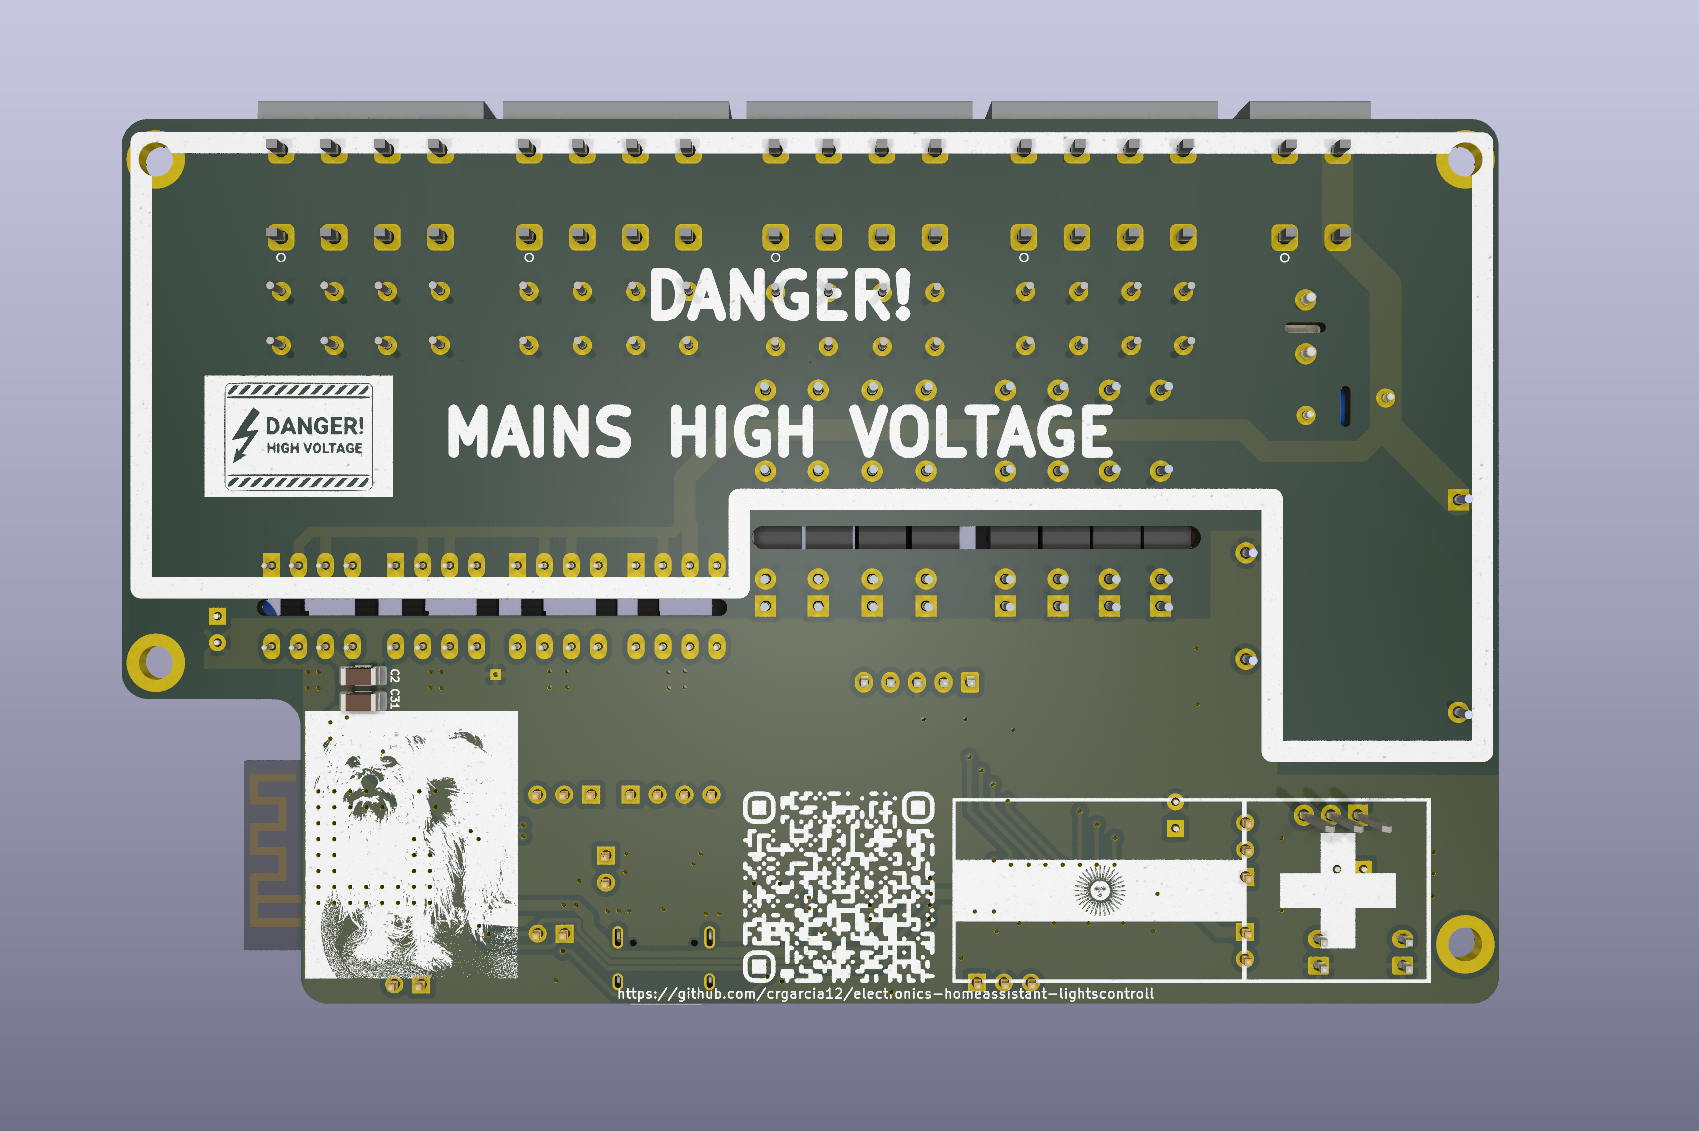 DANGER!
MAINS HIGH VOLTAGE
DANGER!
HIGH VOLTAGE
C2
C31
https://github.com/crgarcia12/electronics-homeassistant-lightscontroll